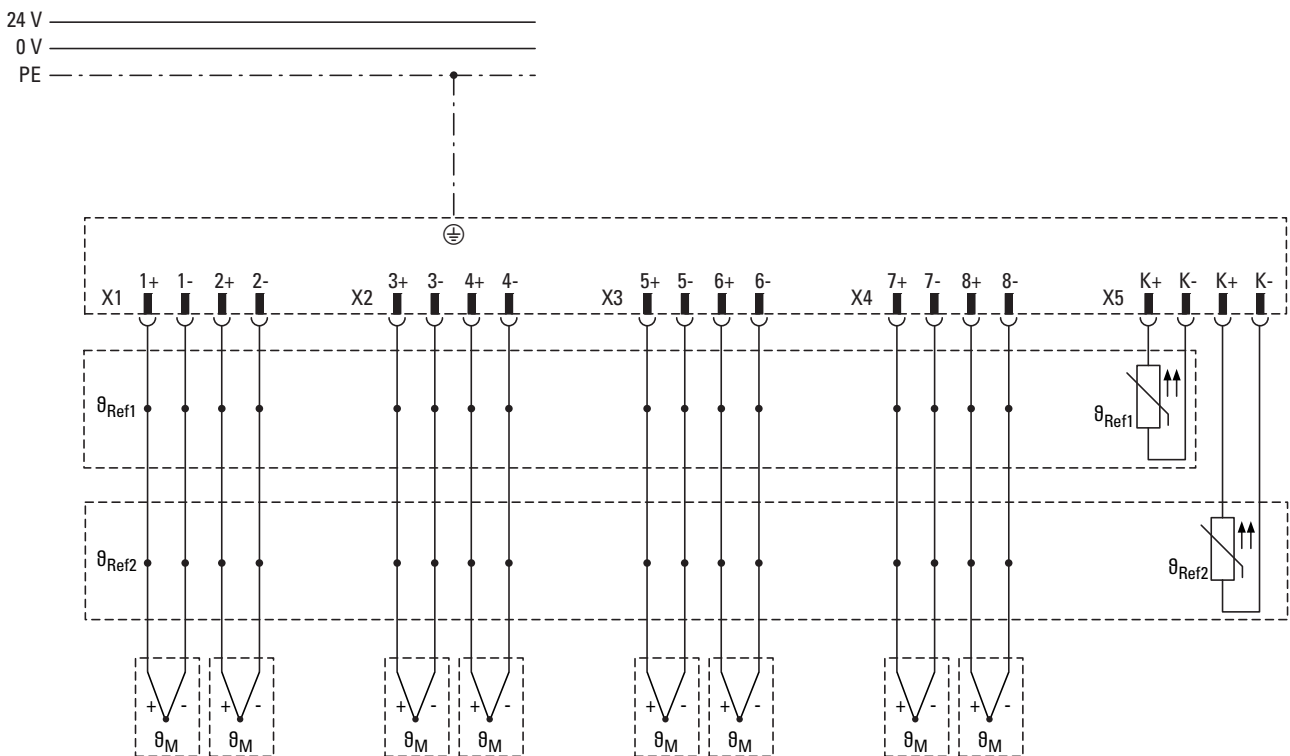 24 V
0 V
PE
X1 1+ 1- 2+ 2- X2 3+ 3- 4+ 4- X3 5+ 5- 6+ 6- X4 7+ 7- 8+ 8- X5 K+ K- K+ K-
ϑRef1 ϑRef1
ϑRef2 ϑRef2
+ - + - + - + - + - + - + - + -
ϑM ϑM ϑM ϑM ϑM ϑM ϑM ϑM